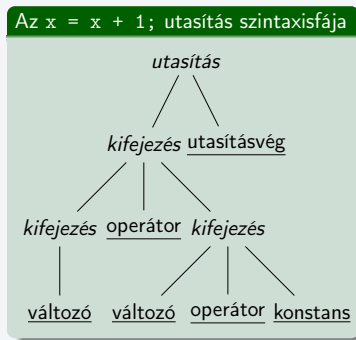 Az x = x + 1; utasítás szintaxisfája
utasítás
kifejezés utasításvég
kifejezés operátor kifejezés
változó változó operátor konstans